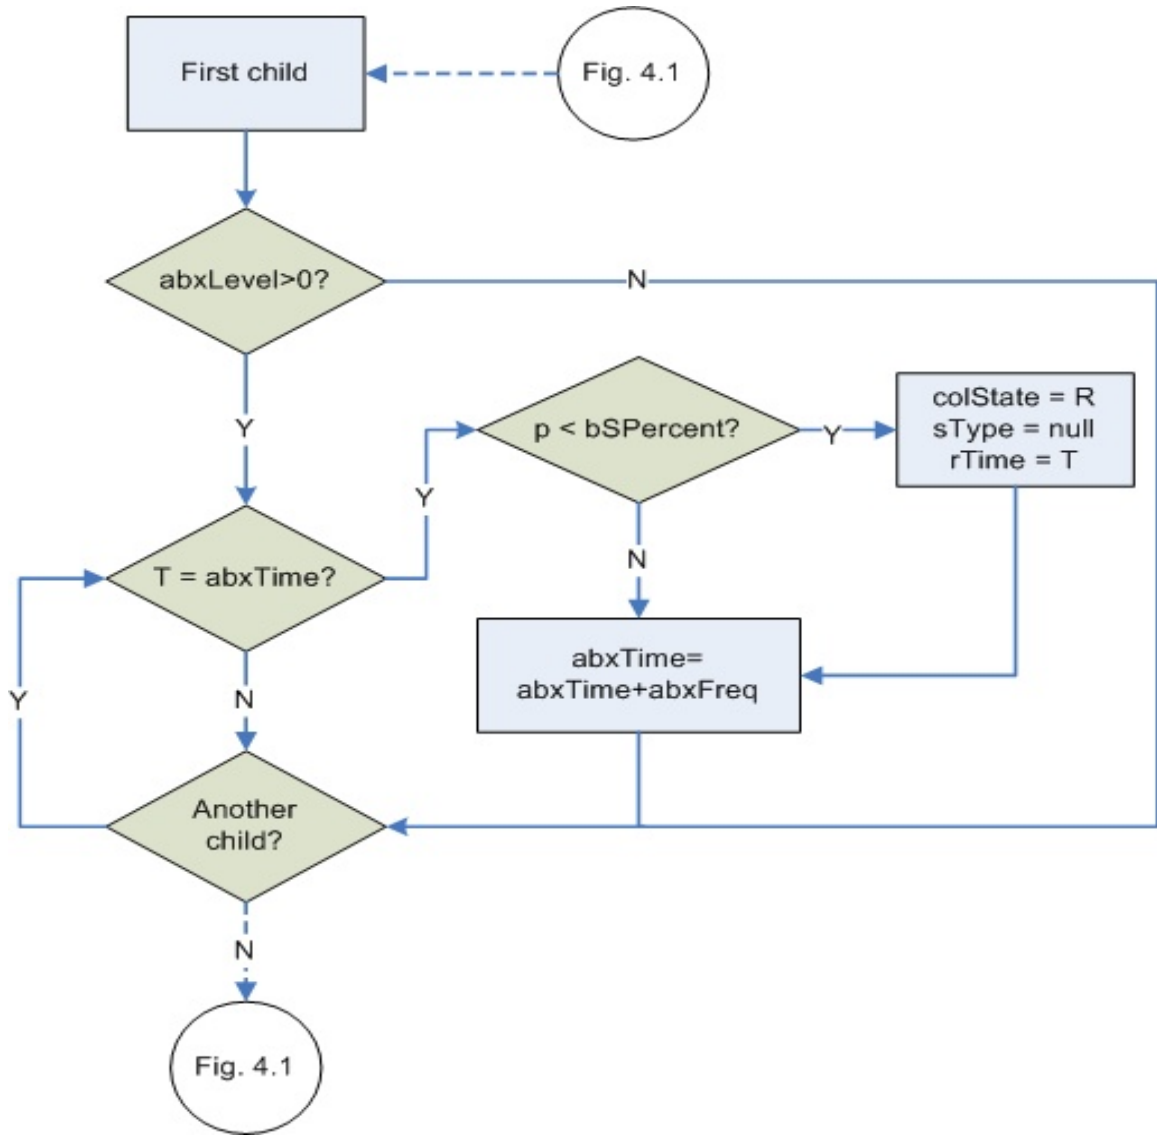 First child
Fig. 4.1
abxLevel>0?
N
Y
p < bSPercent?
Y
colState = R
sType = null
rTime = T
Y
N
T = abxTime?
abxTime=
abxTime+abxFreq
Y
N
Another
child?
N
Fig. 4.1